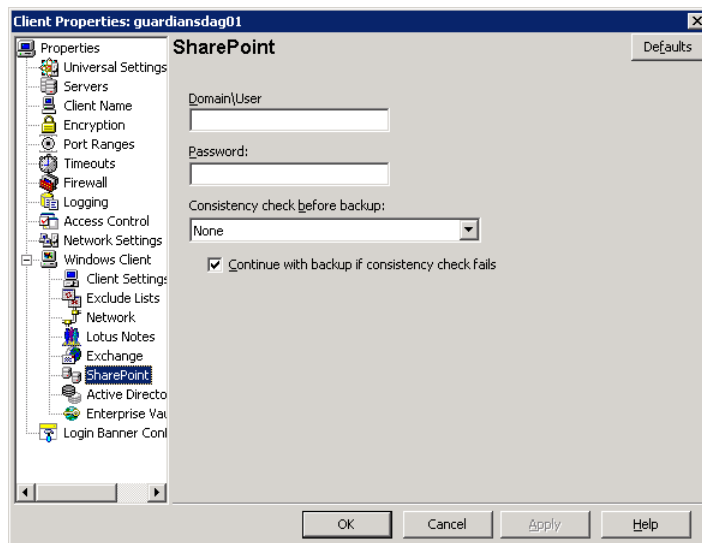 Client Properties: guardiansdag01
Properties
Universal Settings
Servers
Client Name
Encryption
Port Ranges
Timeouts
Firewall
Logging
Access Control
Network Settings
Windows Client
Client Settings
Exclude Lists
Network
Lotus Notes
Exchange
SharePoint
Active Directo
Enterprise Vau
Login Banner Conf
SharePoint
Defaults
Domain\User
Password:
Consistency check before backup:
None
Continue with backup if consistency check fails
OK
Cancel
Apply
Help